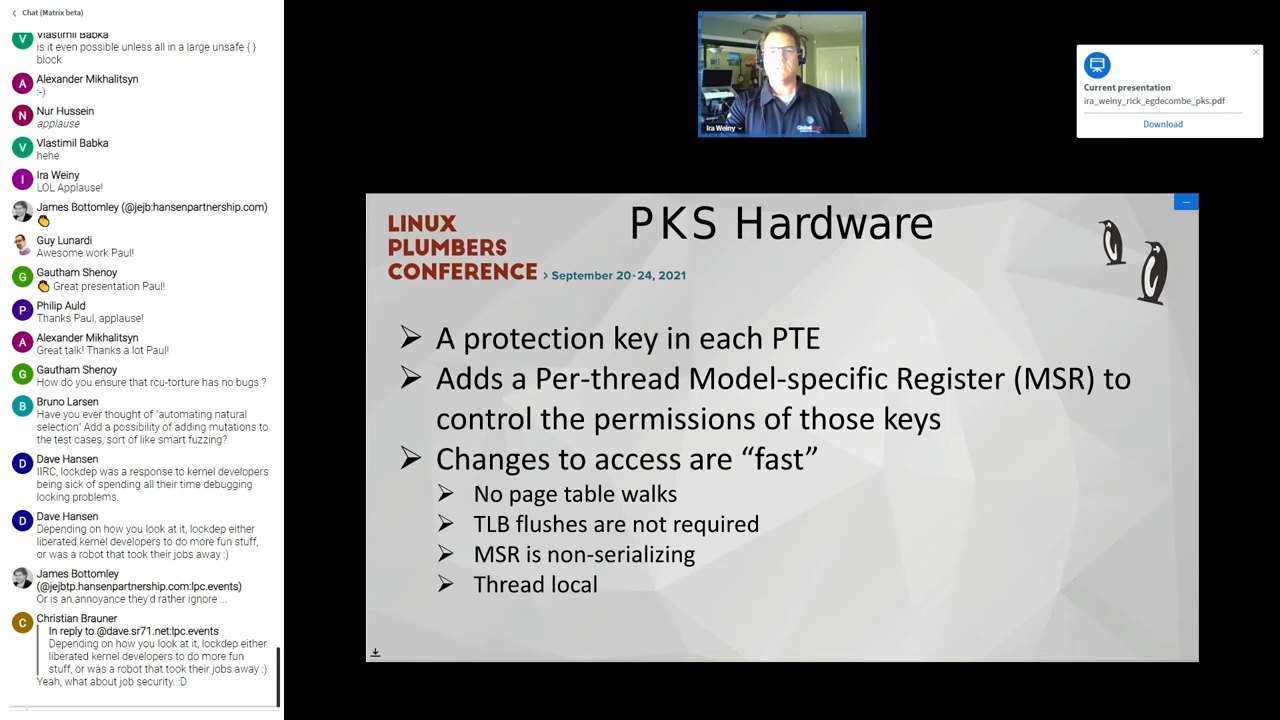 Chat (Matrix beta)
V
Vlastimil Babka
is it even possible unless all in a large unsafe { }
block
A
Alexander Mikhalitsyn
:-)
N
Nur Hussein
applause
V
Vlastimil Babka
hehe
I
Ira Weiny
LOL Applause!
James Bottomley (@jejb:hansenpartnership.com)
👏
Guy Lunardi
Awesome work Paul!
G
Gautham Shenoy
👏 Great presentation Paul!
P
Philip Auld
Thanks Paul, applause!
A
Alexander Mikhalitsyn
Great talk! Thanks a lot Paul!
G
Gautham Shenoy
How do you ensure that rcu-torture has no bugs ?
B
Bruno Larsen
Have you ever thought of "automating natural
selection" Add a possibility of adding mutations to
the test cases, sort of like smart fuzzing?
D
Dave Hansen
IIRC, lockdep was a response to kernel developers
being sick of spending all their time debugging
locking problems.
D
Dave Hansen
Depending on how you look at it, lockdep either
liberated kernel developers to do more fun stuff,
or was a robot that took their jobs away :)
James Bottomley
(@jejbtp.hansenpartnership.com:lpc.events)
Or is an annoyance they'd rather ignore ...
C
Christian Brauner
In reply to @dave.sr71.net:lpc.events
Depending on how you look at it, lockdep either
liberated kernel developers to do more fun
stuff, or was a robot that took their jobs away :)
Yeah, what about job security. :D
Ira Weiny
Current presentation
ira_weiny_rick_egdecombe_pks.pdf
Download
LINUX
PLUMBERS
CONFERENCE > September 20-24, 2021
PKS Hardware
➢ A protection key in each PTE
➢ Adds a Per-thread Model-specific Register (MSR) to
control the permissions of those keys
➢ Changes to access are “fast”
➢ No page table walks
➢ TLB flushes are not required
➢ MSR is non-serializing
➢ Thread local